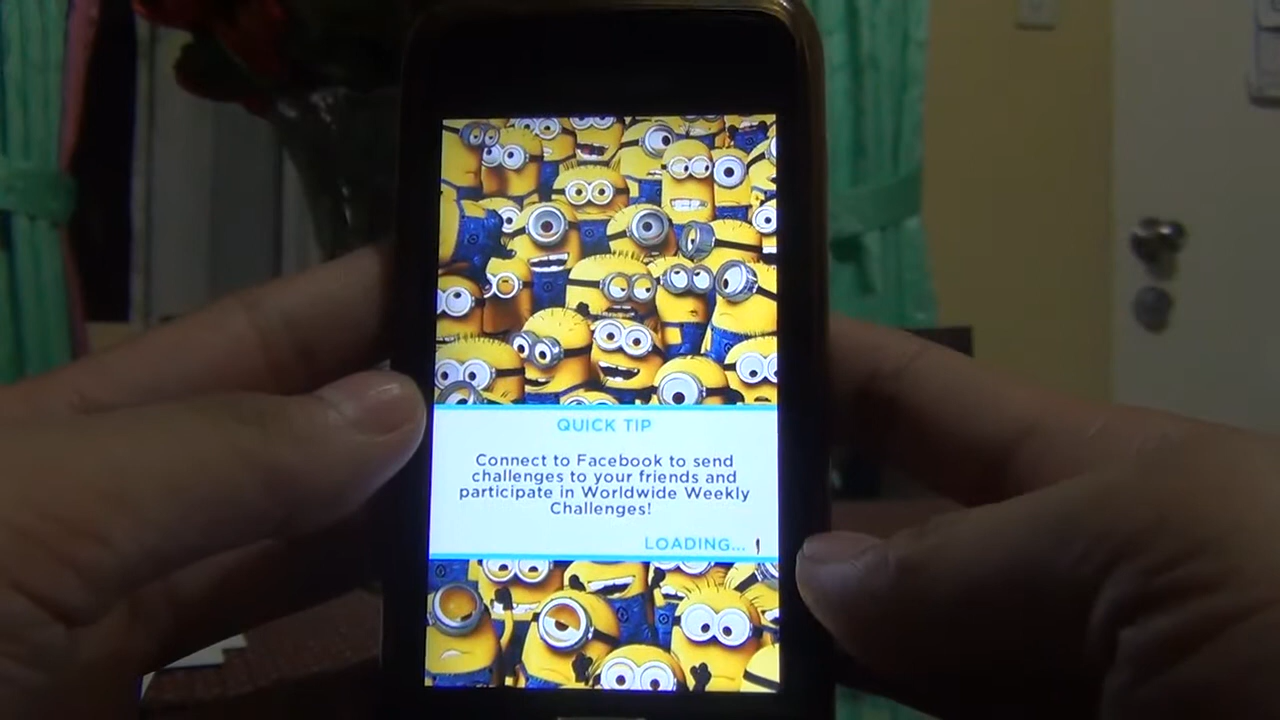 QUICK TIP
Connect to Facebook to send
challenges to your friends and
participate in Worldwide Weekly
Challenges!
LOADING...